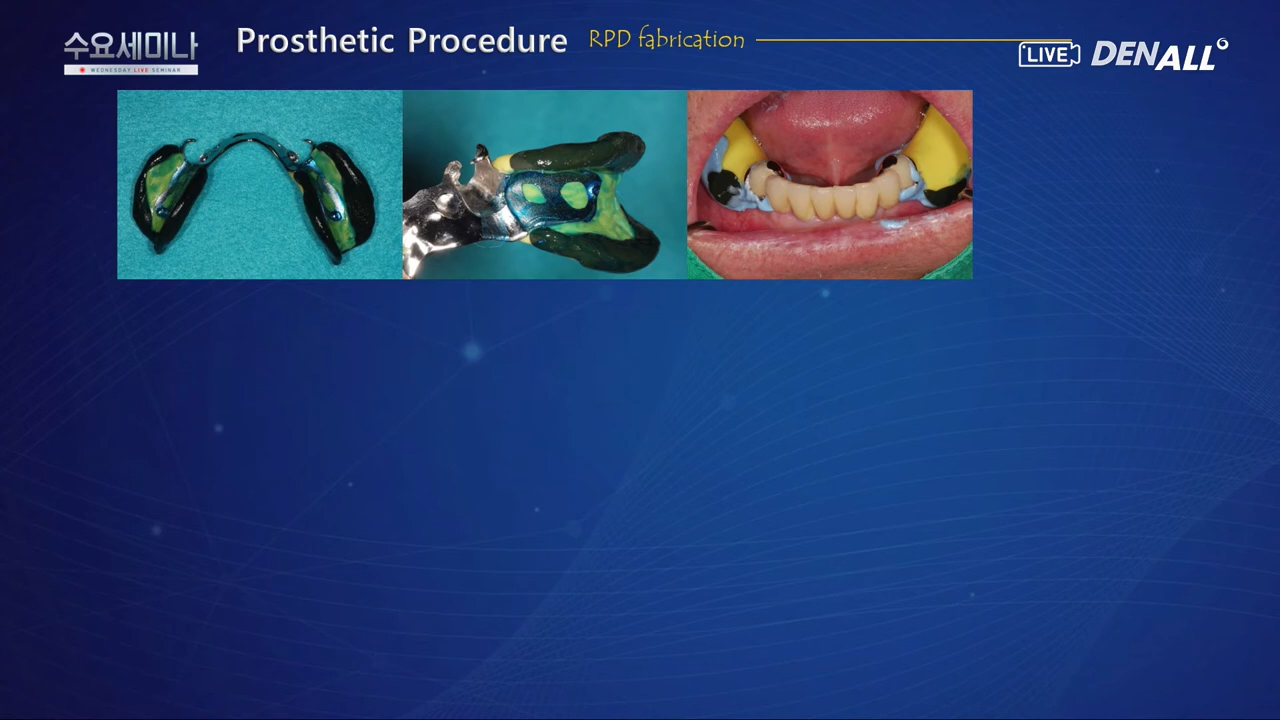 수요세미나
WEDNESDAY LIVE SEMINAR
Prosthetic Procedure
RPD fabrication
LIVE
DENALL